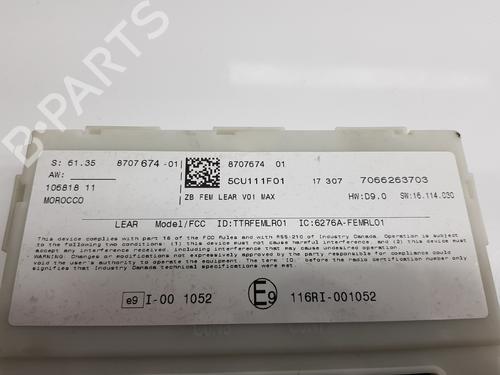 B-PARTS
S: 61.35 8707674-01
AW:
106818 11
MOROCCO
8707674 01
5CU111F01 17 307 7066263703
ZB FEM LEAR V01 MAX HW:D9.0 SW:16.114.030
LEAR Model/FCC ID:TTRFEMLR01 IC:6276A-FEMRL01
This device complies with part 15 of the FCC Rules and with RSS-210 of Industry Canada. Operation is subject
to the following two conditions: (1) this device may not cause harmful interference, and (2) this device must
accept any interference received, including interference that may cause undesired operation.
WARNING: Changes or modifications not expressively approved by the party responsible for compliance could
void the user's authority to operate the equipment. The term "IC:" before the radio certification number only
signifies that Industry Canada technical specifications were met.
e9 I-00 1052
E9 116RI-001052